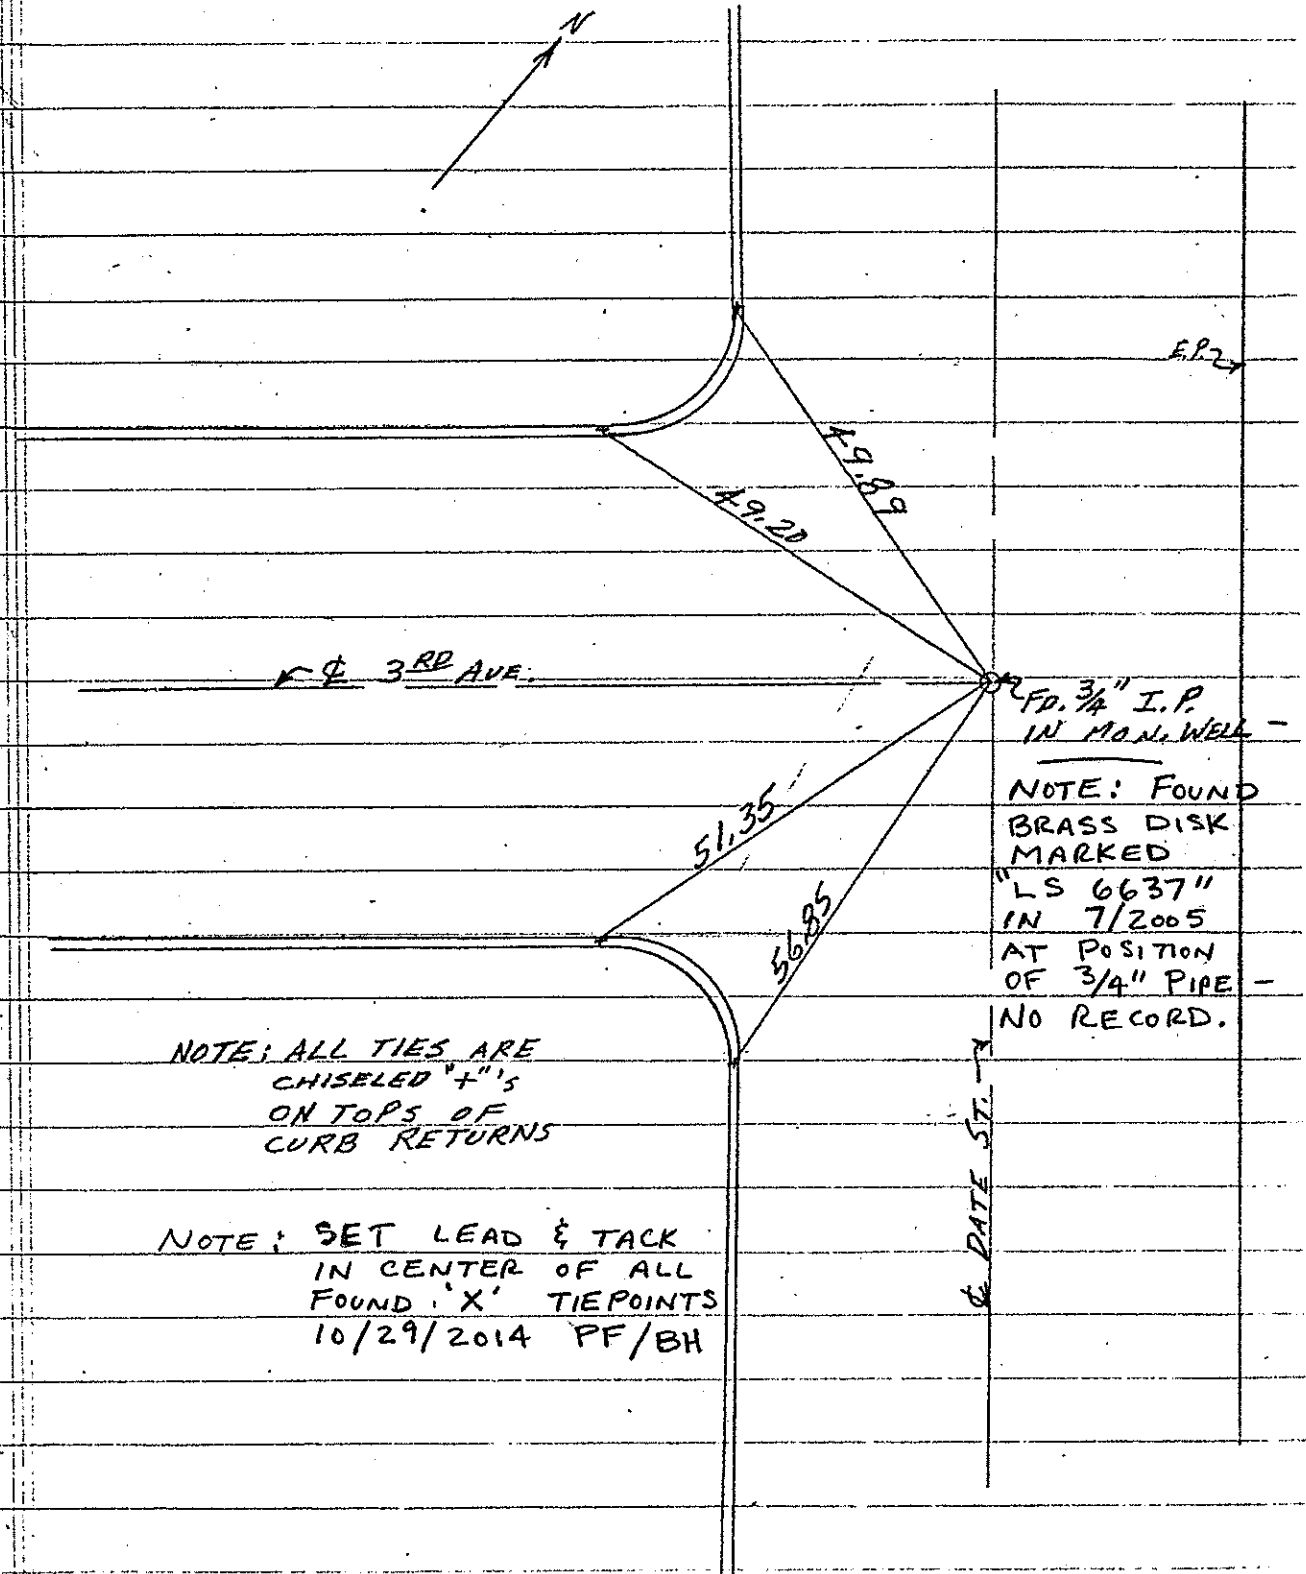 N
E.P.
49.89
49.20
℄ 3RD AVE.
FD. 3/4" I.P.
IN MON. WELL -
NOTE: FOUND
BRASS DISK
MARKED
"LS 6637"
IN 7/2005
AT POSITION
OF 3/4" PIPE -
NO RECORD.
51.35
56.85
NOTE: ALL TIES ARE
CHISELED "+"'s
ON TOPS OF
CURB RETURNS
℄ DATE ST.
NOTE: SET LEAD & TACK
IN CENTER OF ALL
FOUND 'X' TIEPOINTS
10/29/2014 PF/BH